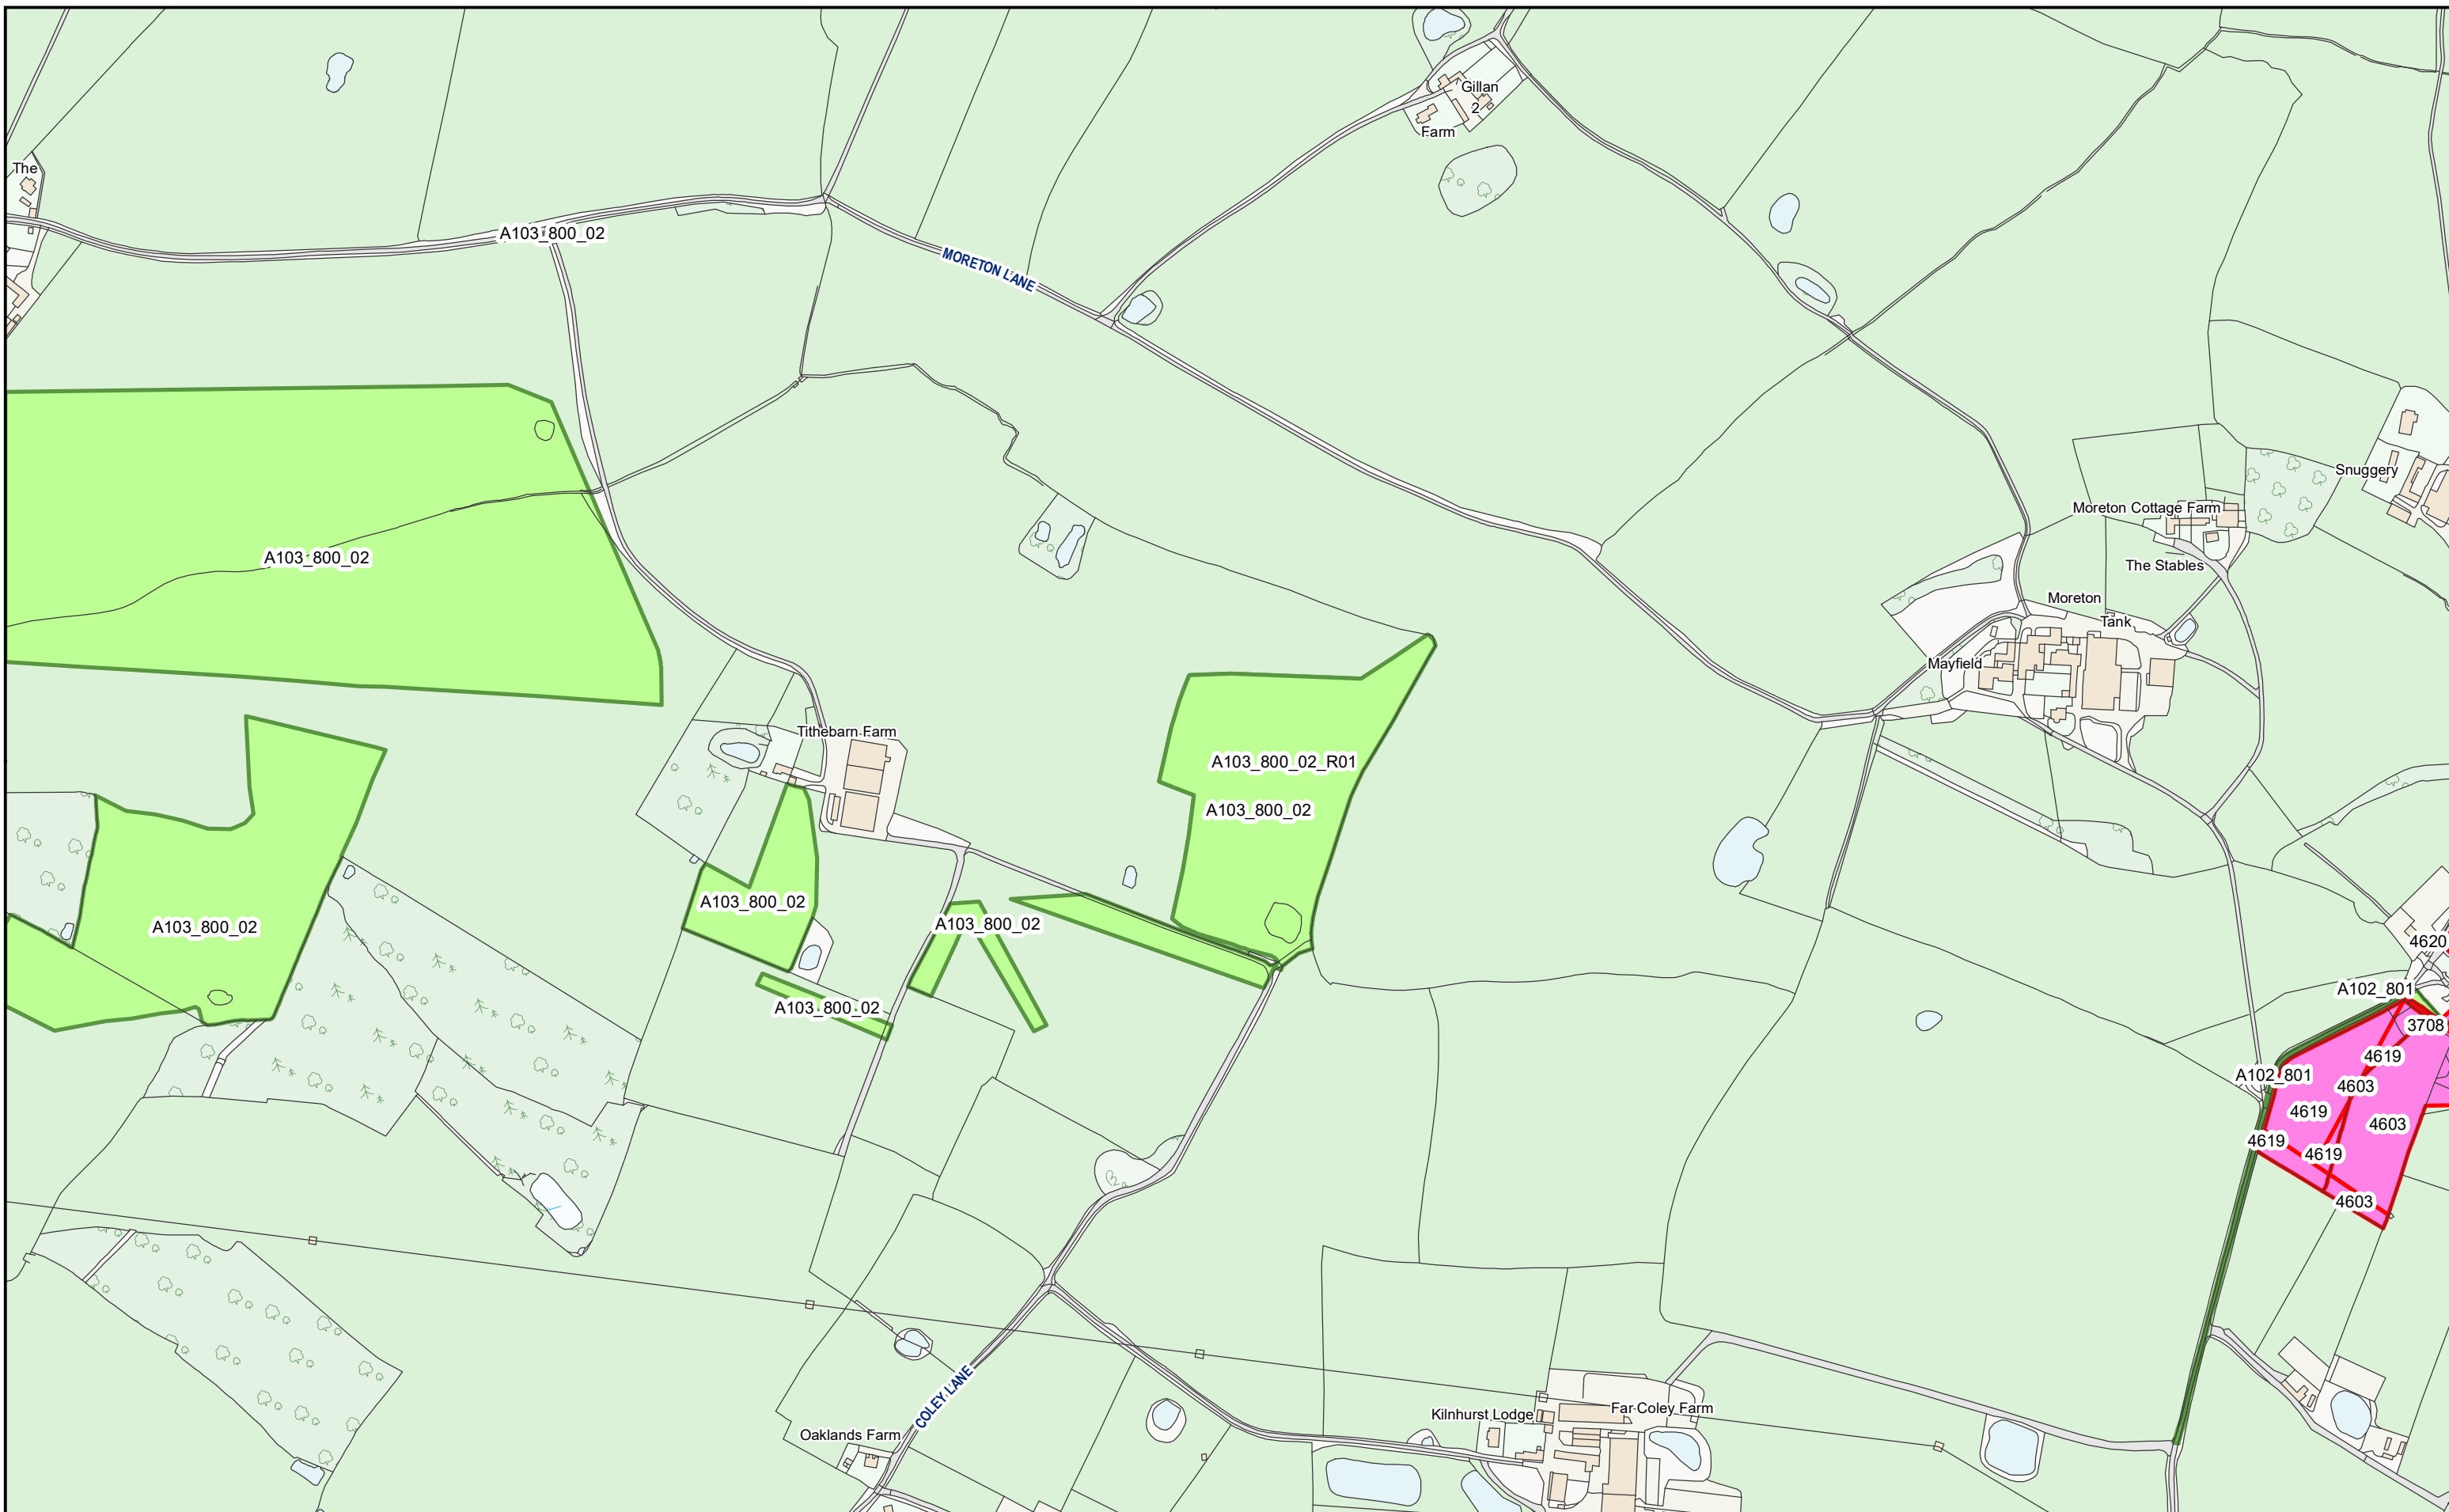 Gillan
2
Farm
The
A103_800_02
MORETON LANE
Snuggery
Moreton Cottage Farm
A103_800_02
The Stables
Moreton
Tank
Mayfield
Tithebarn Farm
A103_800_02_R01
A103_800_02
A103_800_02
A103_800_02
A103_800_02
4620
A102_801
A103_800_02
3708
4619
A102_801
4603
4619
4603
4619
4619
4603
COLEY LANE
Kilnhurst Lodge
Far Coley Farm
Oaklands Farm